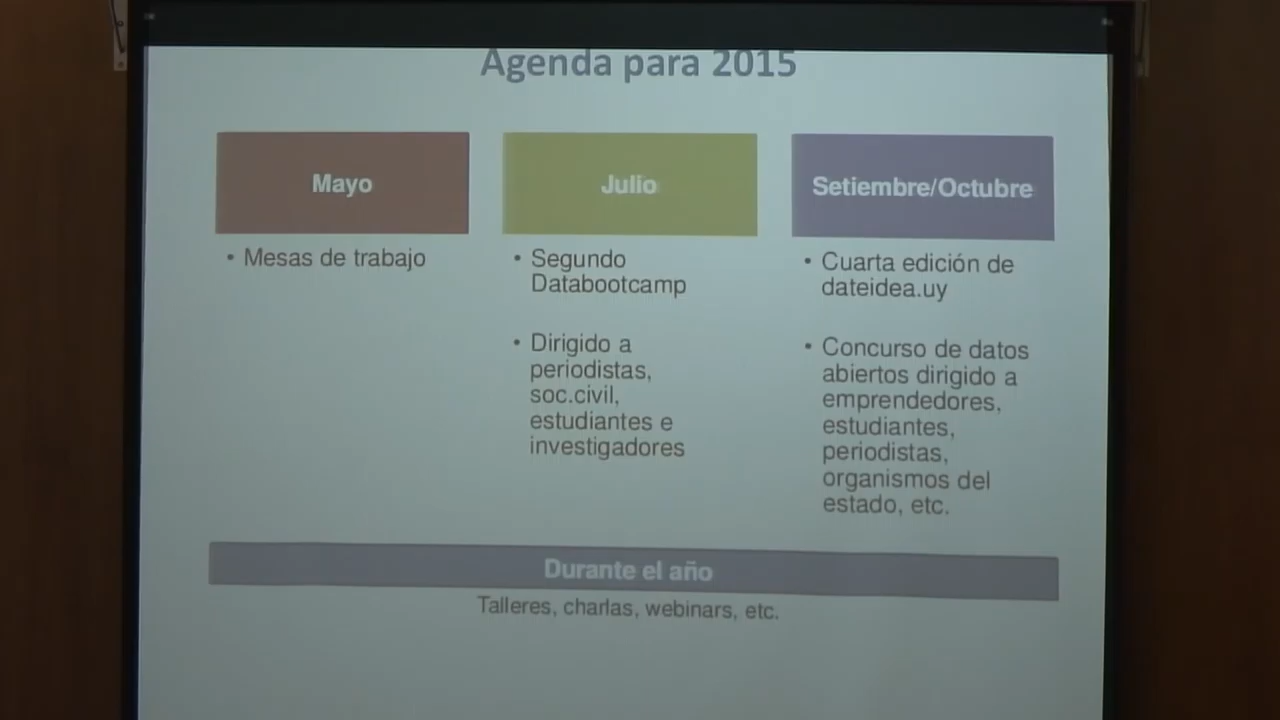 Agenda para 2015
Mayo
• Mesas de trabajo
Julio
• Segundo
Databootcamp
• Dirigido a
periodistas,
soc.civil,
estudiantes e
investigadores
Setiembre/Octubre
• Cuarta edición de
dateidea.uy
• Concurso de datos
abiertos dirigido a
emprendedores,
estudiantes,
periodistas,
organismos del
estado, etc.
Durante el año
Talleres, charlas, webinars, etc.